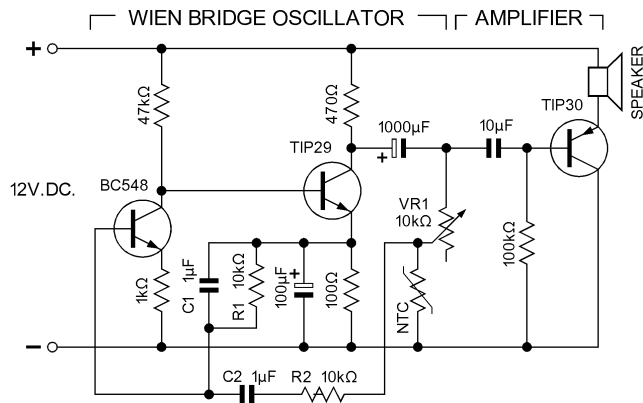 WIEN BRIDGE OSCILLATOR
AMPLIFIER
+
SPEAKER
47kΩ
470Ω
1000µF
+
10µF
TIP30
TIP29
12V.DC.
BC548
VR1
10kΩ
100kΩ
1kΩ
C1 1µF
R1 10kΩ
100µF +
100Ω
NTC
−
C2 1µF
R2 10kΩ